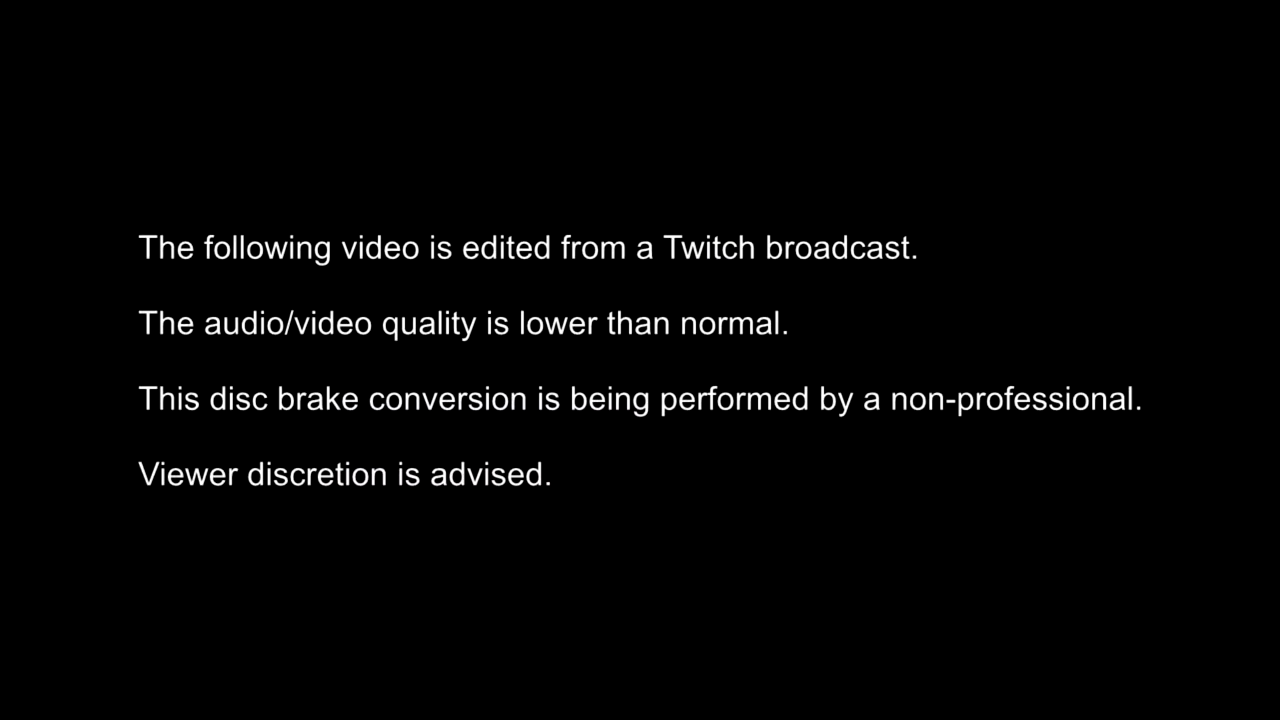 The following video is edited from a Twitch broadcast.
The audio/video quality is lower than normal.
This disc brake conversion is being performed by a non-professional.
Viewer discretion is advised.